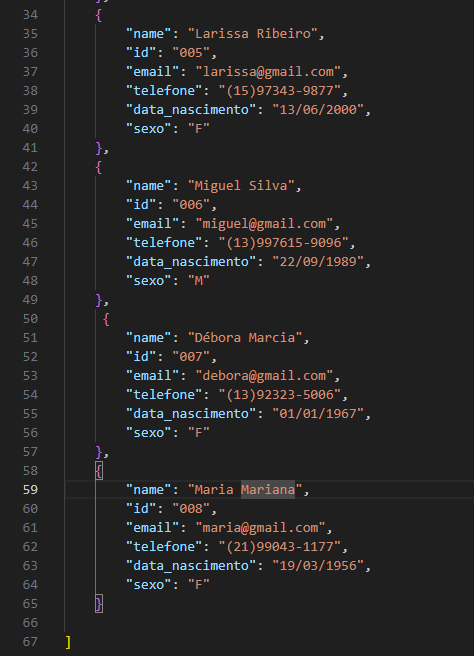 34 {
35 "name": "Larissa Ribeiro",
36 "id": "005",
37 "email": "larissa@gmail.com",
38 "telefone": "(15)97343-9877",
39 "data_nascimento": "13/06/2000",
40 "sexo": "F"
41 },
42 {
43 "name": "Miguel Silva",
44 "id": "006",
45 "email": "miguel@gmail.com",
46 "telefone": "(13)997615-9096",
47 "data_nascimento": "22/09/1989",
48 "sexo": "M"
49 },
50 {
51 "name": "Débora Marcia",
52 "id": "007",
53 "email": "debora@gmail.com",
54 "telefone": "(13)92323-5006",
55 "data_nascimento": "01/01/1967",
56 "sexo": "F"
57 },
58 {
59 "name": "Maria Mariana",
60 "id": "008",
61 "email": "maria@gmail.com",
62 "telefone": "(21)99043-1177",
63 "data_nascimento": "19/03/1956",
64 "sexo": "F"
65 }
66
67 ]